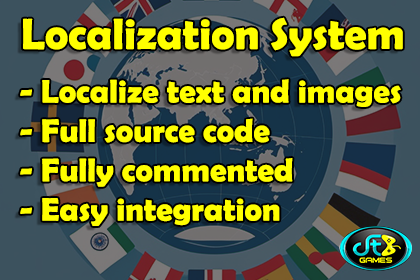 Localization System
- Localize text and images
- Full source code
- Fully commented
- Easy integration
GAMES